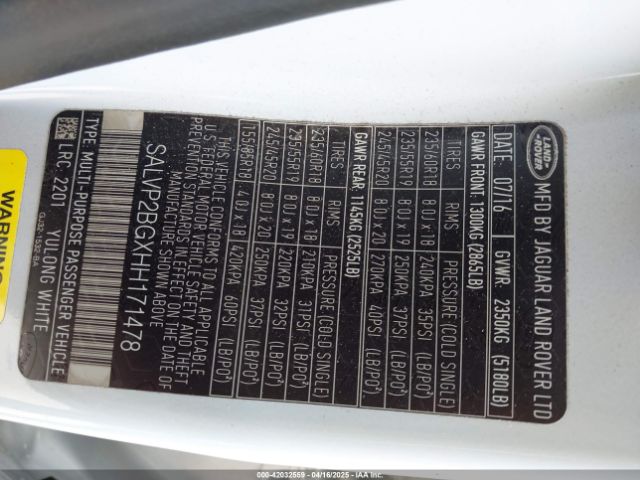 LAND
ROVER
MFD BY JAGUAR LAND ROVER LTD
DATE: 07/16 GVWR: 2350KG (5180LB)
GAWR FRONT: 1300KG (2865LB)
TIRES RIMS PRESSURE (COLD SINGLE)
235/60R18 8.0J x 18 240KPA 35PSI (LB/PO²)
235/55R19 8.0J x 19 250KPA 37PSI (LB/PO²)
245/45R20 8.0J x 20 270KPA 40PSI (LB/PO²)
GAWR REAR: 1145KG (2525LB)
TIRES RIMS PRESSURE (COLD SINGLE)
235/60R18 8.0J x 18 210KPA 31PSI (LB/PO²)
235/55R19 8.0J x 19 220KPA 32PSI (LB/PO²)
245/45R20 8.0J x 20 250KPA 37PSI (LB/PO²)
T155/85R18 4.0J x 18 420KPA 60PSI (LB/PO²)
THIS VEHICLE CONFORMS TO ALL APPLICABLE
U.S FEDERAL MOTOR VEHICLE SAFETY AND THEFT
STANDARDS IN EFFECT ON THE DATE OF
MANUFACTURE SHOWN ABOVE
SALVP2BGXHH171478
TYPE: MULTI-PURPOSE PASSENGER VEHICLE
LRC: 2201 YULONG WHITE
WARNING
000-42032559 - 04/16/2025 - IAAI.COM